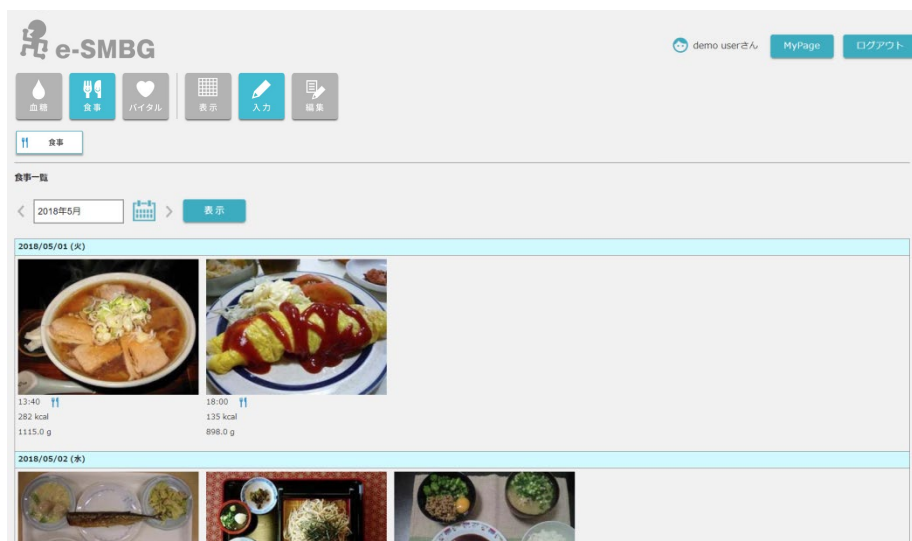 e-SMBG
demo userさん
MyPage
ログアウト
血糖
食事
バイタル
表示
入力
編集
食事
食事一覧
2018年5月
表示
2018/05/01 (火)
13:40
282 kcal
1115.0 g
18:00
135 kcal
898.0 g
2018/05/02 (水)